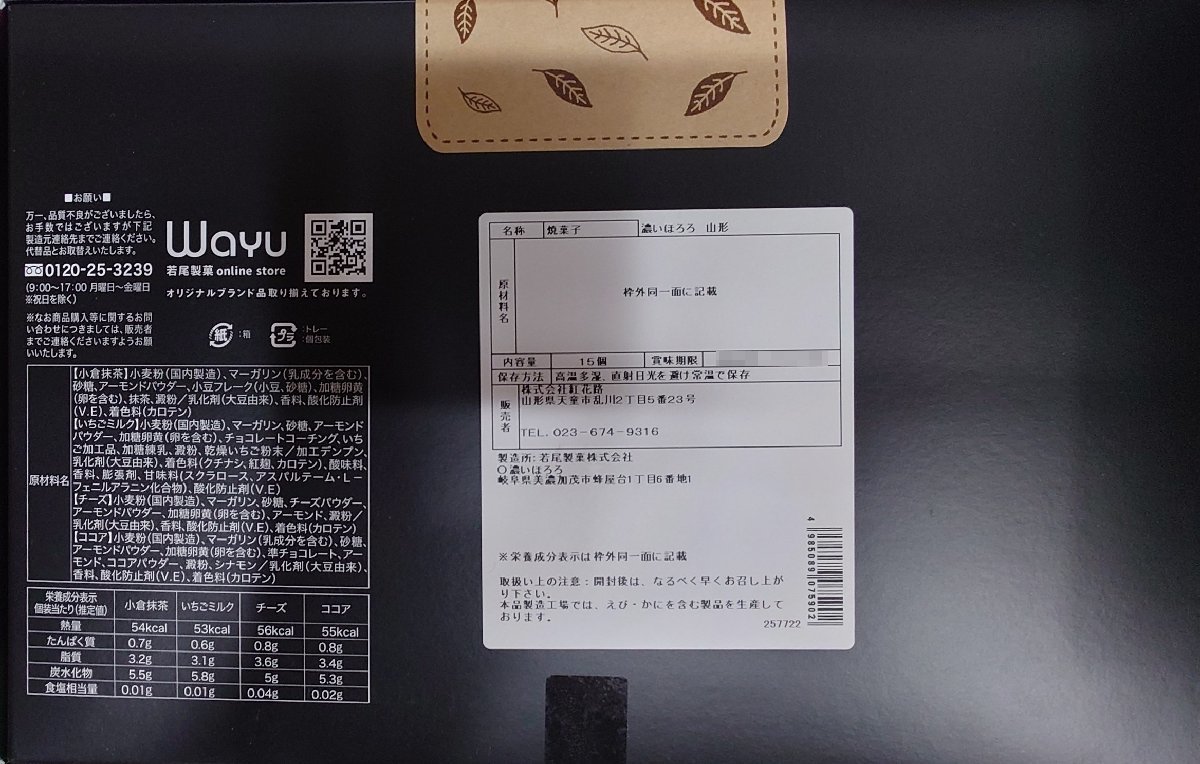 ■お願い■
万一、品質不良がございましたら、
お手数ではございますが下記
製造元連絡先までご連絡ください。
代替品とお取替えいたします。
0120-25-3239
(9:00〜17:00 月曜日〜金曜日
※祝日を除く)
※なお商品購入等に関するお問
い合わせにつきましては、販売者
までご連絡くださいますようお願
いいたします。
Wayu
若尾製菓 online store
オリジナルブランド品取り揃えております。
紙 :箱
プラ :トレー
:個包装
原材料名
【小倉抹茶】小麦粉(国内製造)、マーガリン(乳成分を含む)、
砂糖、アーモンドパウダー、小豆フレーク(小豆、砂糖)、加糖卵黄
(卵を含む)、抹茶、澱粉/乳化剤(大豆由来)、香料、酸化防止剤
(V.E)、着色料(カロテン)
【いちごミルク】小麦粉(国内製造)、マーガリン、砂糖、アーモンド
パウダー、加糖卵黄(卵を含む)、チョコレートコーチング、いち
ご加工品、加糖練乳、澱粉、乾燥いちご粉末/加工デンプン、
乳化剤(大豆由来)、着色料(クチナシ、紅麹、カロテン)、酸味料、
香料、膨張剤、甘味料(スクラロース、アスパルテーム・L−
フェニルアラニン化合物)、酸化防止剤(V.E)
【チーズ】小麦粉(国内製造)、マーガリン、砂糖、チーズパウダー、
アーモンドパウダー、加糖卵黄(卵を含む)、アーモンド、澱粉/
乳化剤(大豆由来)、香料、酸化防止剤(V.E)、着色料(カロテン)
【ココア】小麦粉(国内製造)、マーガリン(乳成分を含む)、砂糖、
アーモンドパウダー、加糖卵黄(卵を含む)、準チョコレート、アー
モンド、ココアパウダー、澱粉、シナモン/乳化剤(大豆由来)、
香料、酸化防止剤(V.E)、着色料(カロテン)
栄養成分表示
個装当たり(推定値) 小倉抹茶 いちごミルク チーズ ココア
熱量 54kcal 53kcal 56kcal 55kcal
たんぱく質 0.7g 0.6g 0.8g 0.8g
脂質 3.2g 3.1g 3.6g 3.4g
炭水化物 5.5g 5.8g 5g 5.3g
食塩相当量 0.01g 0.01g 0.04g 0.02g
名称 焼菓子 濃いほろろ 山形
原材料名 枠外同一面に記載
内容量 15個 賞味期限
保存方法 高温多湿、直射日光を避け常温で保存
販売者 株式会社紅花路
山形県天童市乱川2丁目5番23号
TEL. 023-674-9316
製造所:若尾製菓株式会社
○濃いほろろ
岐阜県美濃加茂市蜂屋台1丁目6番地1
※栄養成分表示は枠外同一面に記載
取扱い上の注意:開封後は、なるべく早くお召し上が
り下さい。
本品製造工場では、えび・かにを含む製品を生産して
おります。
257722
4 985089 075902